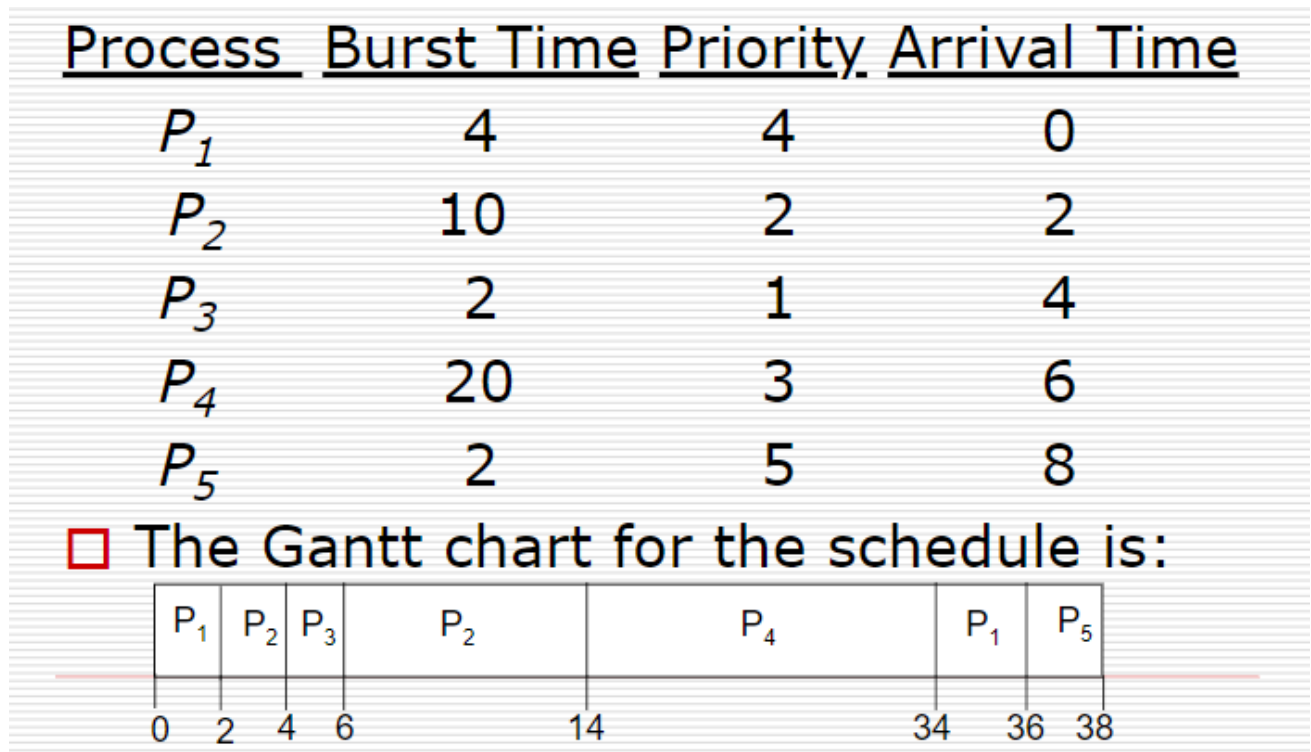 Process Burst Time Priority Arrival Time
P1 4 4 0
P2 10 2 2
P3 2 1 4
P4 20 3 6
P5 2 5 8
The Gantt chart for the schedule is:
P1 P2 P3 P2 P4 P1 P5
0 2 4 6 14 34 36 38